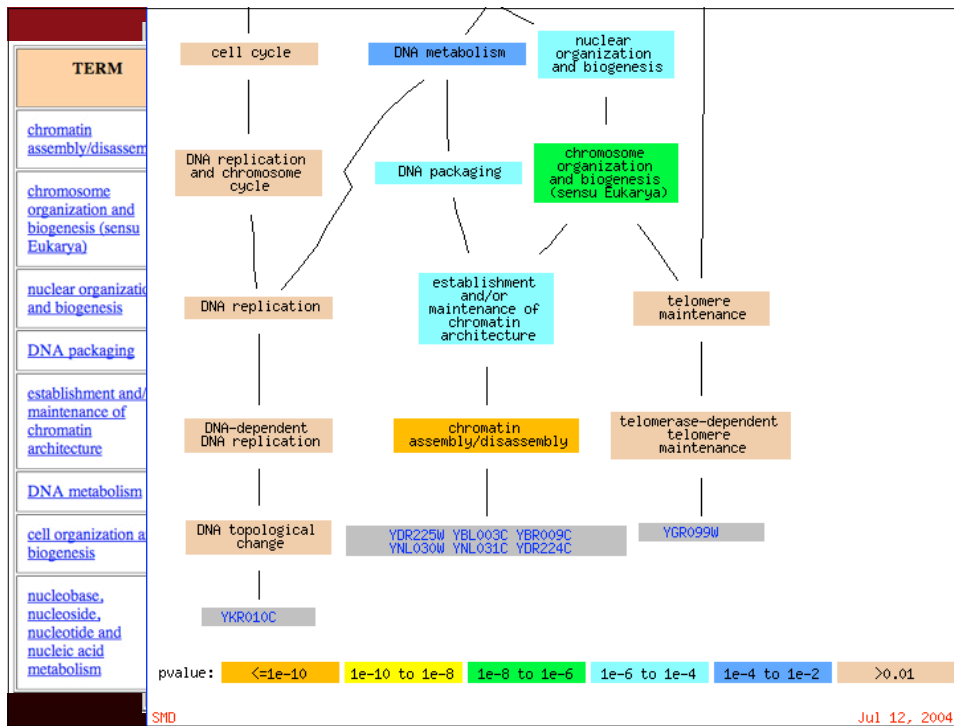 TERM
chromatin
assembly/disassem
chromosome
organization and
biogenesis (sensu
Eukarya)
nuclear organizatio
and biogenesis
DNA packaging
establishment and/
maintenance of
chromatin
architecture
DNA metabolism
cell organization a
biogenesis
nucleobase,
nucleoside,
nucleotide and
nucleic acid
metabolism
cell cycle
DNA metabolism
nuclear
organization
and biogenesis
DNA replication
and chromosome
cycle
DNA packaging
chromosome
organization
and biogenesis
(sensu Eukarya)
DNA replication
establishment
and/or
maintenance of
chromatin
architecture
telomere
maintenance
DNA-dependent
DNA replication
chromatin
assembly/disassembly
telomerase-dependent
telomere
maintenance
DNA topological
change
YDR225W YBL003C YBR009C
YNL030W YNL031C YDR224C
YGR099W
YKR010C
pvalue: <=1e-10 1e-10 to 1e-8 1e-8 to 1e-6 1e-6 to 1e-4 1e-4 to 1e-2 >0.01
SMD Jul 12, 2004